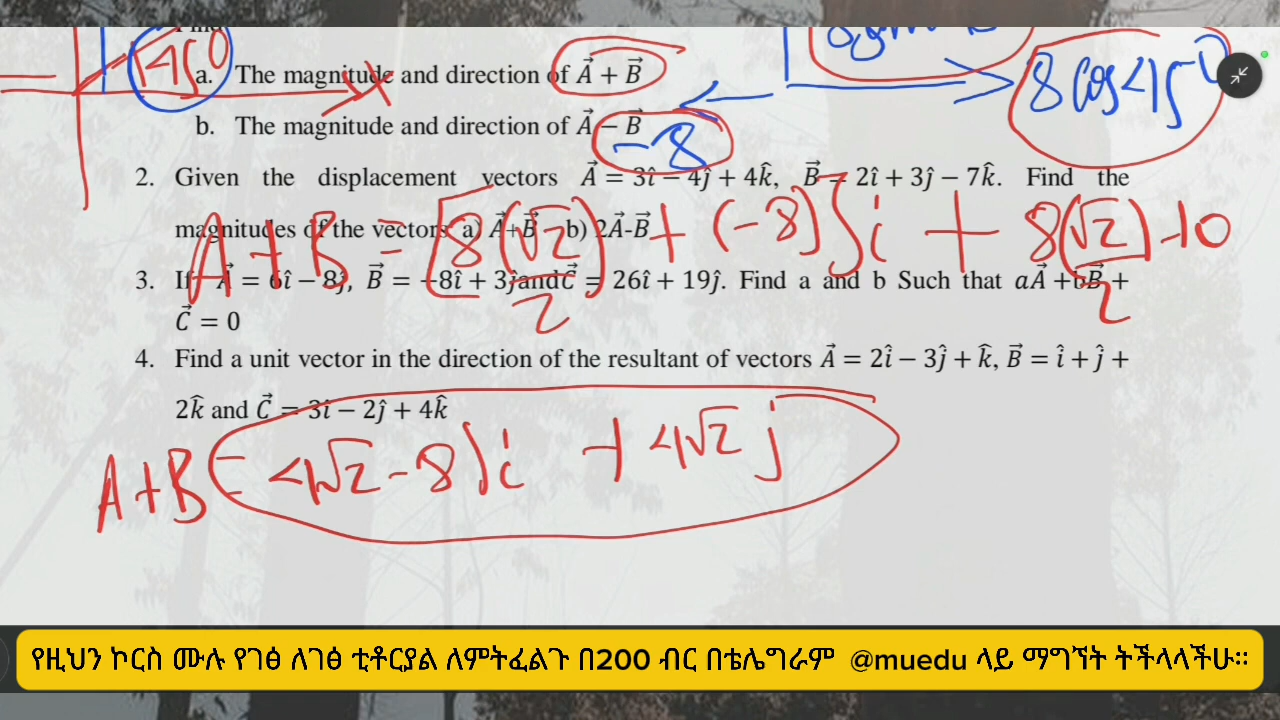 45°
8 cos 45°
a. The magnitude and direction of A⃗ + B⃗
b. The magnitude and direction of A⃗ − B⃗
−8
2. Given the displacement vectors A⃗ = 3î − 4ĵ + 4k̂, B⃗ = 2î + 3ĵ − 7k̂. Find the
magnitudes of the vectors a) A⃗+B⃗ b) 2A⃗-B⃗
A+B = [8(√2/2) + (-8)]i + 8(√2/2)+0
3. If A⃗ = 6î − 8ĵ, B⃗ = −8î + 3ĵandC⃗ = 26î + 19ĵ. Find a and b Such that aA⃗ +bB⃗ +
C⃗ = 0
4. Find a unit vector in the direction of the resultant of vectors A⃗ = 2î − 3ĵ + k̂, B⃗ = î + ĵ +
2k̂ and C⃗ = 3î − 2ĵ + 4k̂
A+B = 4√2 - 8)i + 4√2 j
የዚህን ኮርስ ሙሉ የገፅ ለገፅ ቲቶርያል ለምትፈልጉ በ200 ብር በቴሌግራም @muedu ላይ ማግኘት ትችላላችሁ።